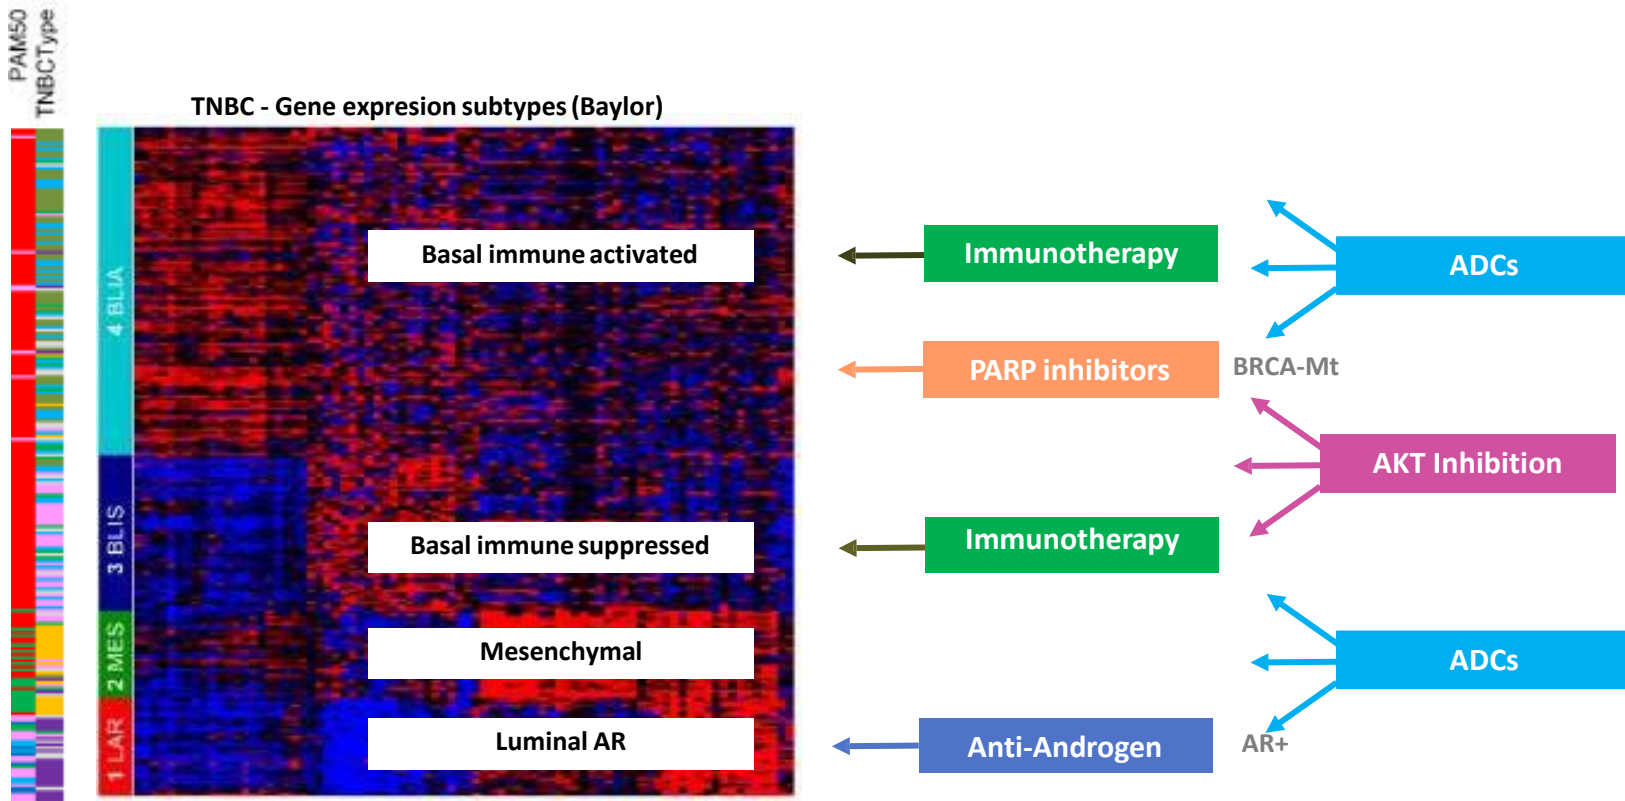 PAM50
TNBCType
TNBC - Gene expresion subtypes (Baylor)
4 BLIA
3 BLIS
2 MES
1 LAR
Basal immune activated
Basal immune suppressed
Mesenchymal
Luminal AR
Immunotherapy
PARP inhibitors
BRCA-Mt
Immunotherapy
Anti-Androgen
AR+
ADCs
AKT Inhibition
ADCs